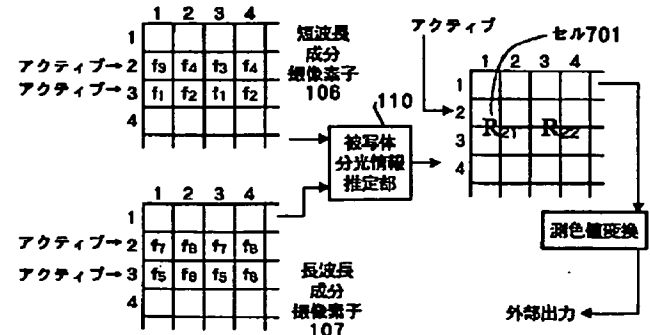 1 2 3 4
1
アクティブ→2 f3 f4 f3 f4
アクティブ→3 f1 f2 f1 f2
4
短波長
成分
撮像素子
106
1 2 3 4
1
アクティブ→2 f7 f8 f7 f8
アクティブ→3 f5 f6 f5 f6
4
長波長
成分
撮像素子
107
110
被写体
分光情報
推定部
アクティブ
セル701
1 2 3 4
1
2
3
4
R21 R22
測色値変換
外部出力